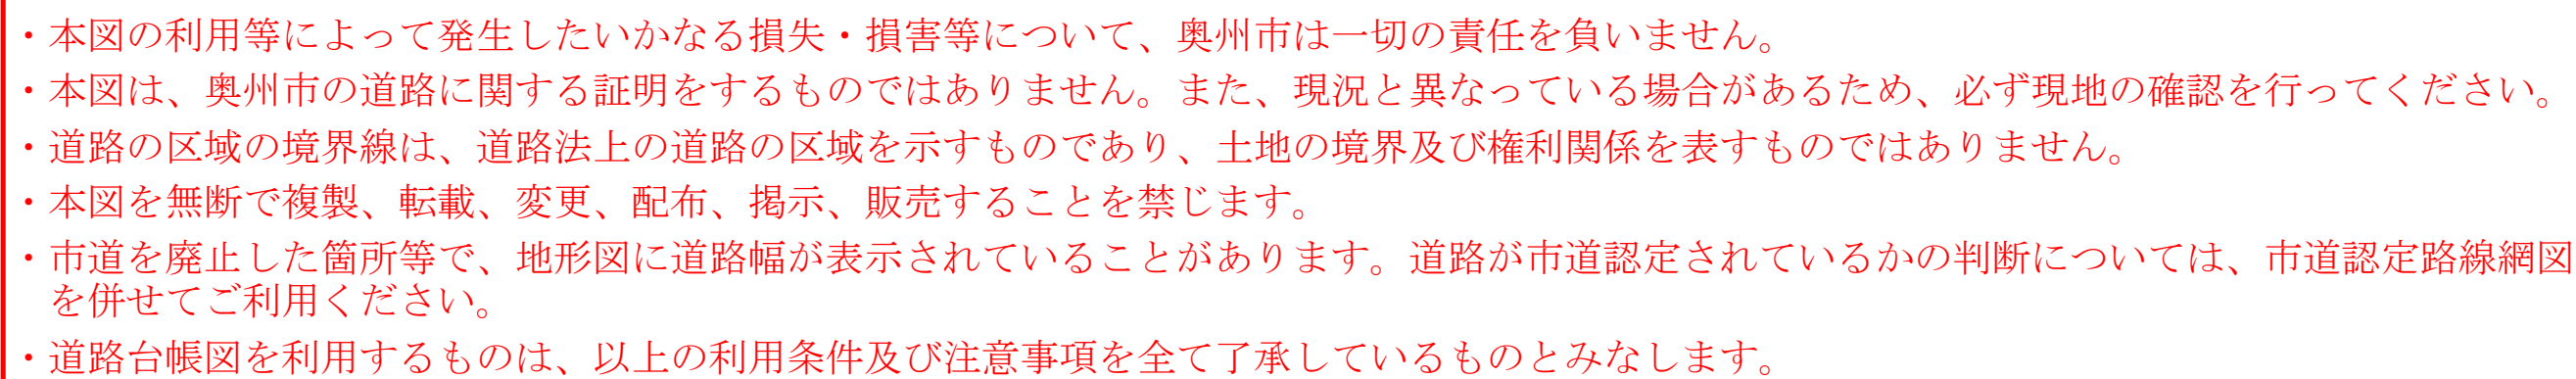 ・本図の利用等によって発生したいかなる損失・損害等について、奥州市は一切の責任を負いません。
・本図は、奥州市の道路に関する証明をするものではありません。また、現況と異なっている場合があるため、必ず現地の確認を行ってください。
・道路の区域の境界線は、道路法上の道路の区域を示すものであり、土地の境界及び権利関係を表すものではありません。
・本図を無断で複製、転載、変更、配布、掲示、販売することを禁じます。
・市道を廃止した箇所等で、地形図に道路幅が表示されていることがあります。道路が市道認定されているかの判断については、市道認定路線網図
を併せてご利用ください。
・道路台帳図を利用するものは、以上の利用条件及び注意事項を全て了承しているものとみなします。